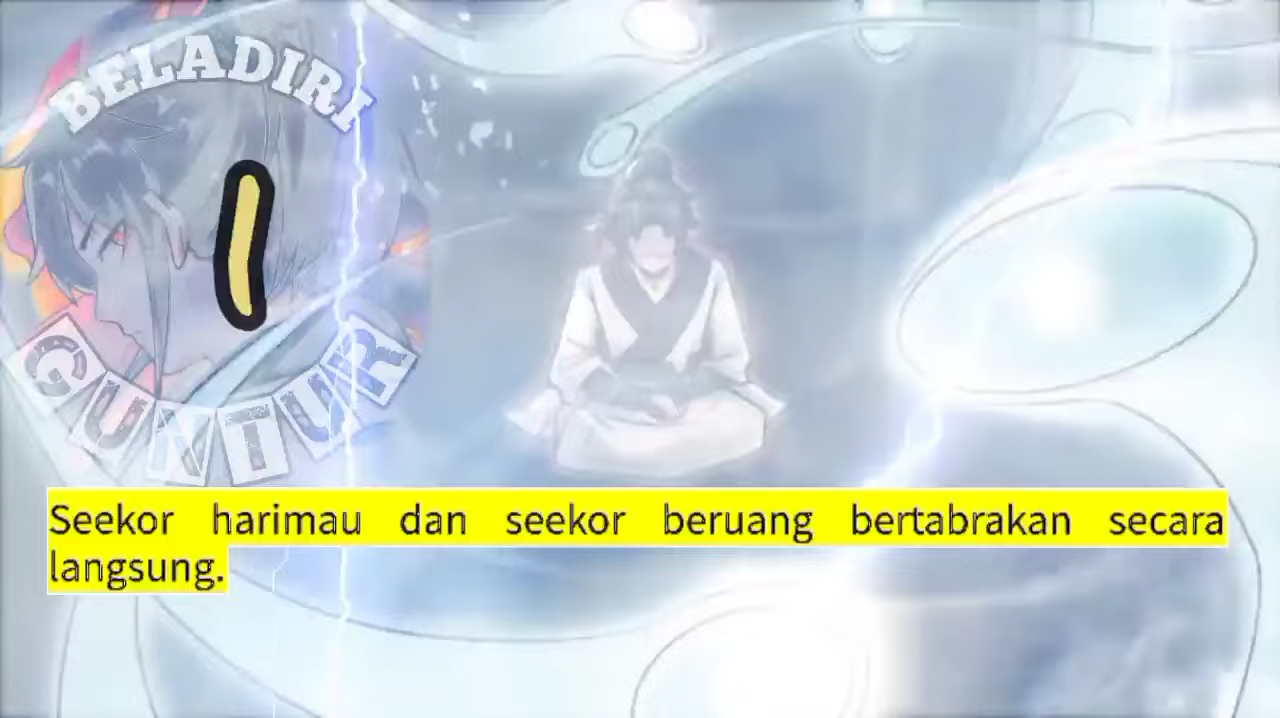 BELADIRI
GUNTUR
Seekor harimau dan seekor beruang bertabrakan secara
langsung.